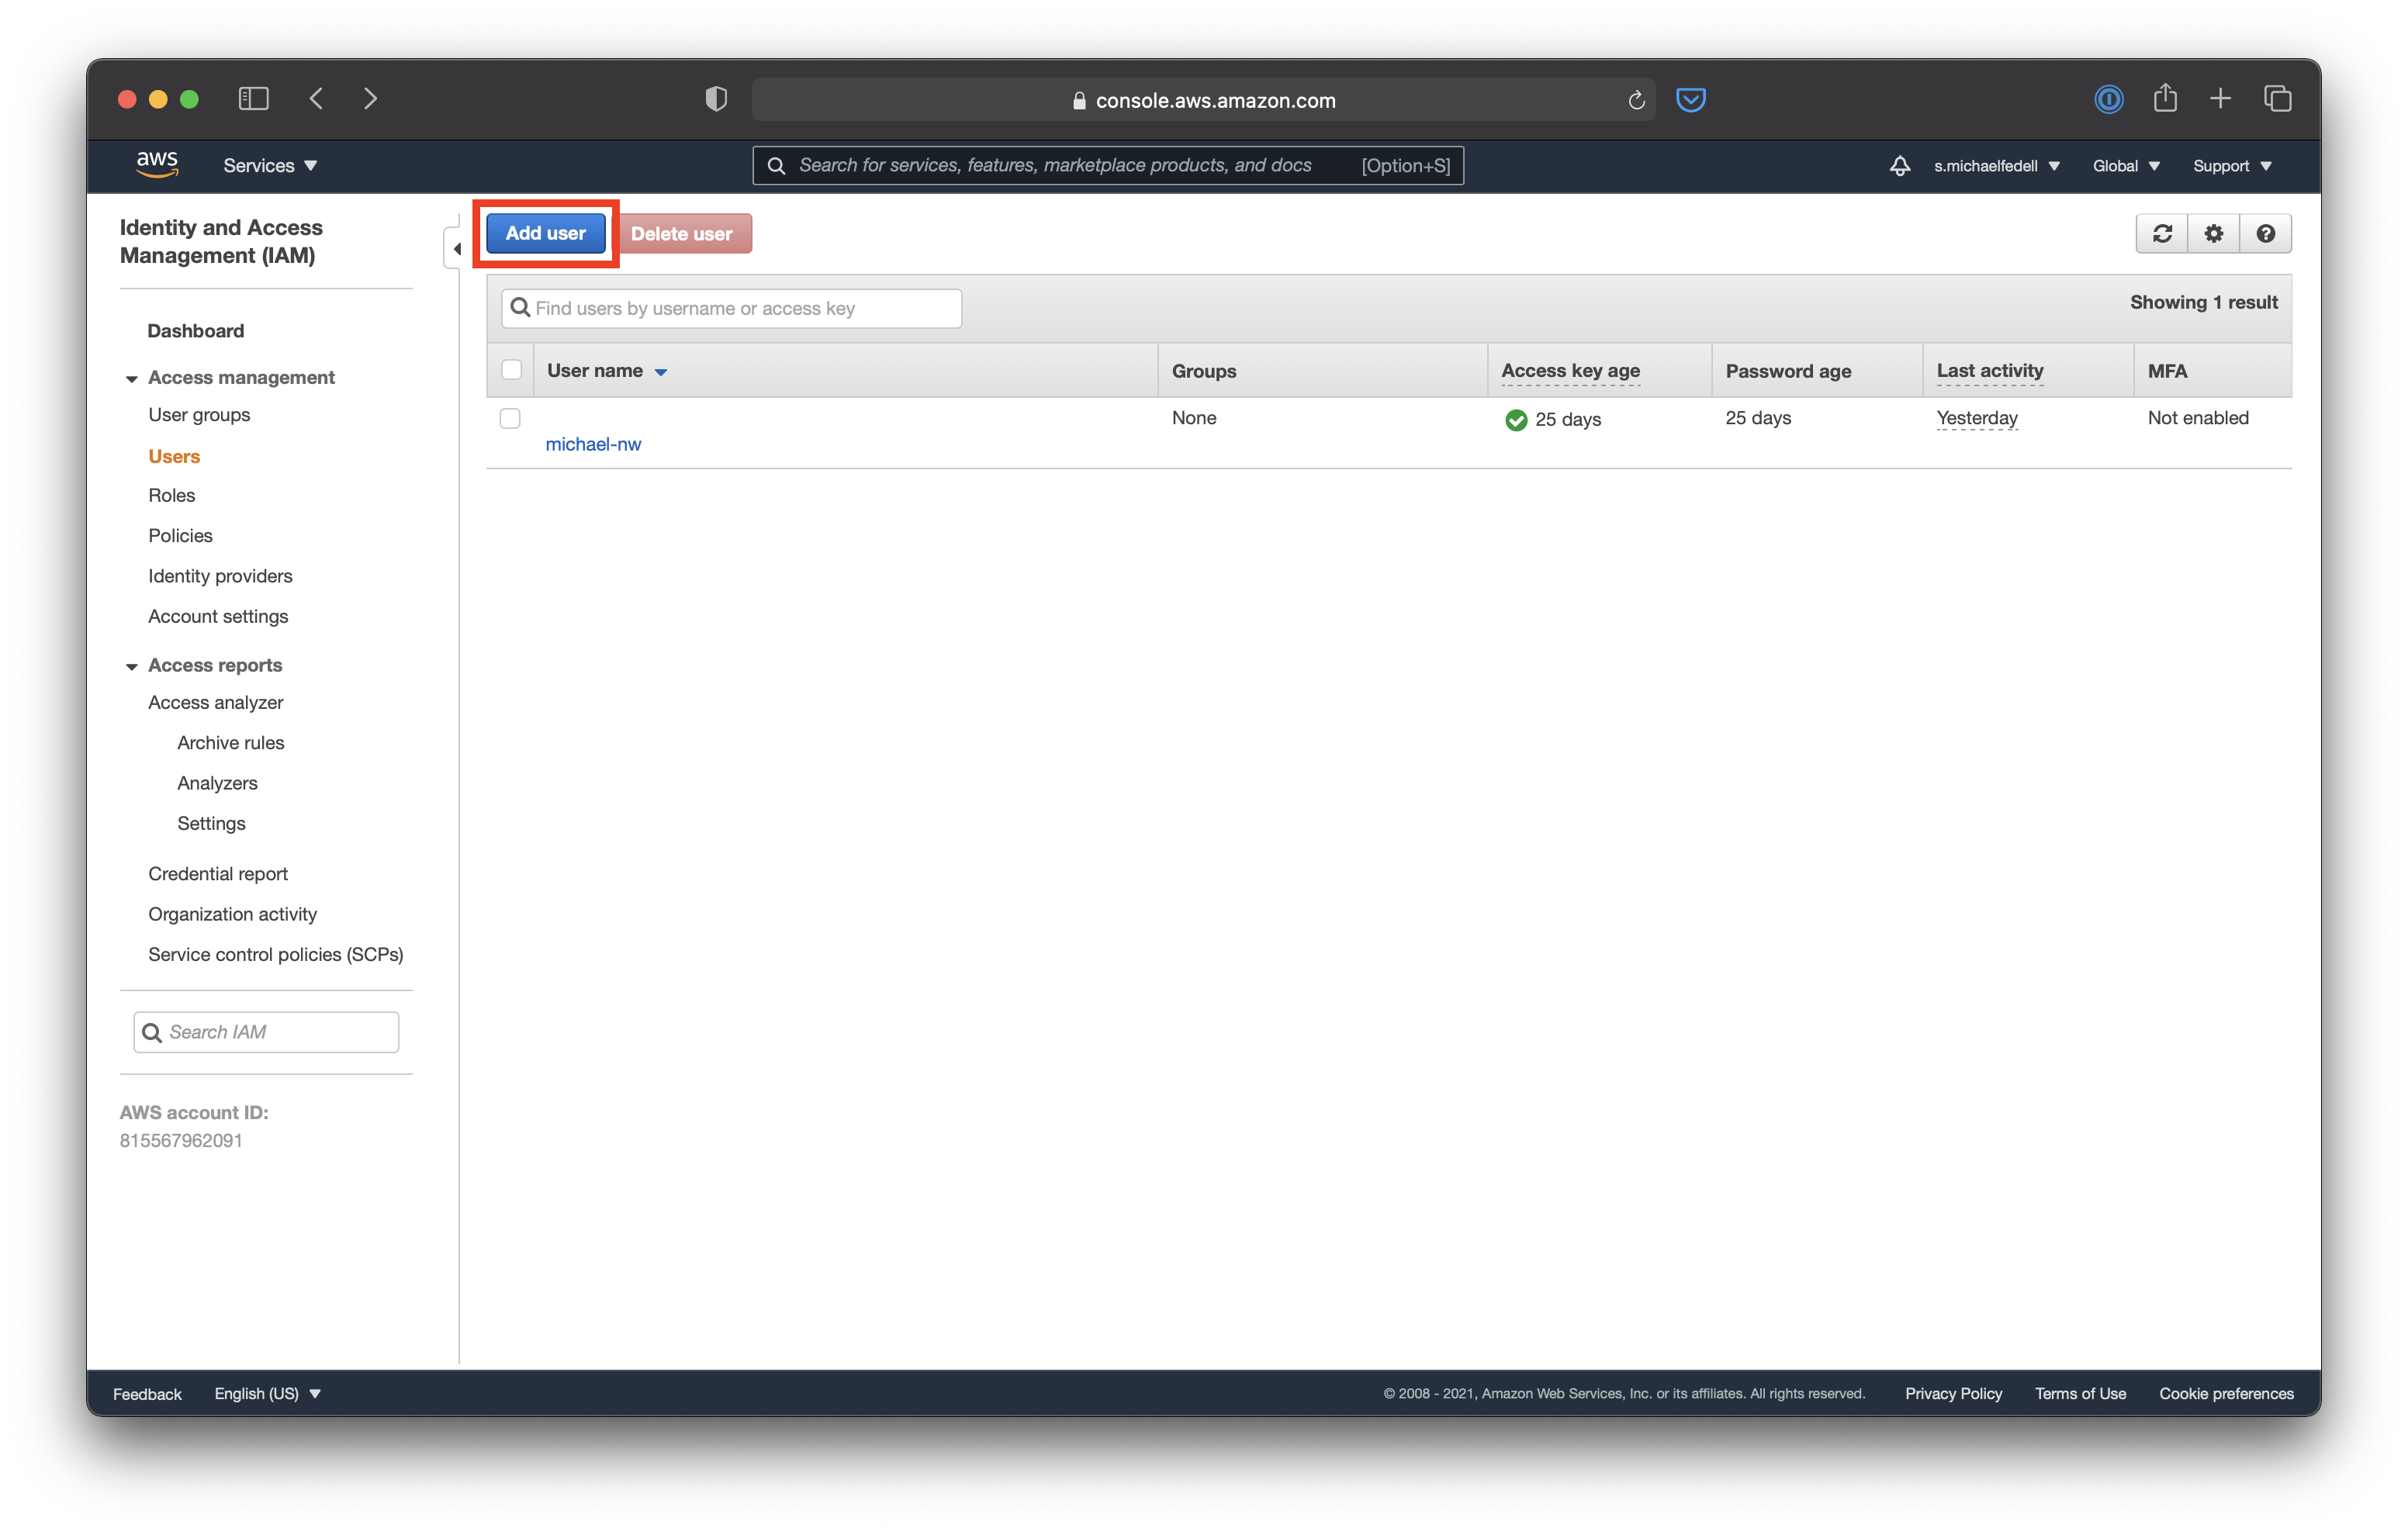 console.aws.amazon.com
aws
Services
Search for services, features, marketplace products, and docs [Option+S]
s.michaelfedell
Global
Support
Identity and Access
Management (IAM)
Dashboard
Access management
User groups
Users
Roles
Policies
Identity providers
Account settings
Access reports
Access analyzer
Archive rules
Analyzers
Settings
Credential report
Organization activity
Service control policies (SCPs)
Search IAM
AWS account ID:
815567962091
Add user
Delete user
Find users by username or access key
Showing 1 result
User name Groups Access key age Password age Last activity MFA
michael-nw None 25 days 25 days Yesterday Not enabled
Feedback
English (US)
© 2008 - 2021, Amazon Web Services, Inc. or its affiliates. All rights reserved.
Privacy Policy
Terms of Use
Cookie preferences